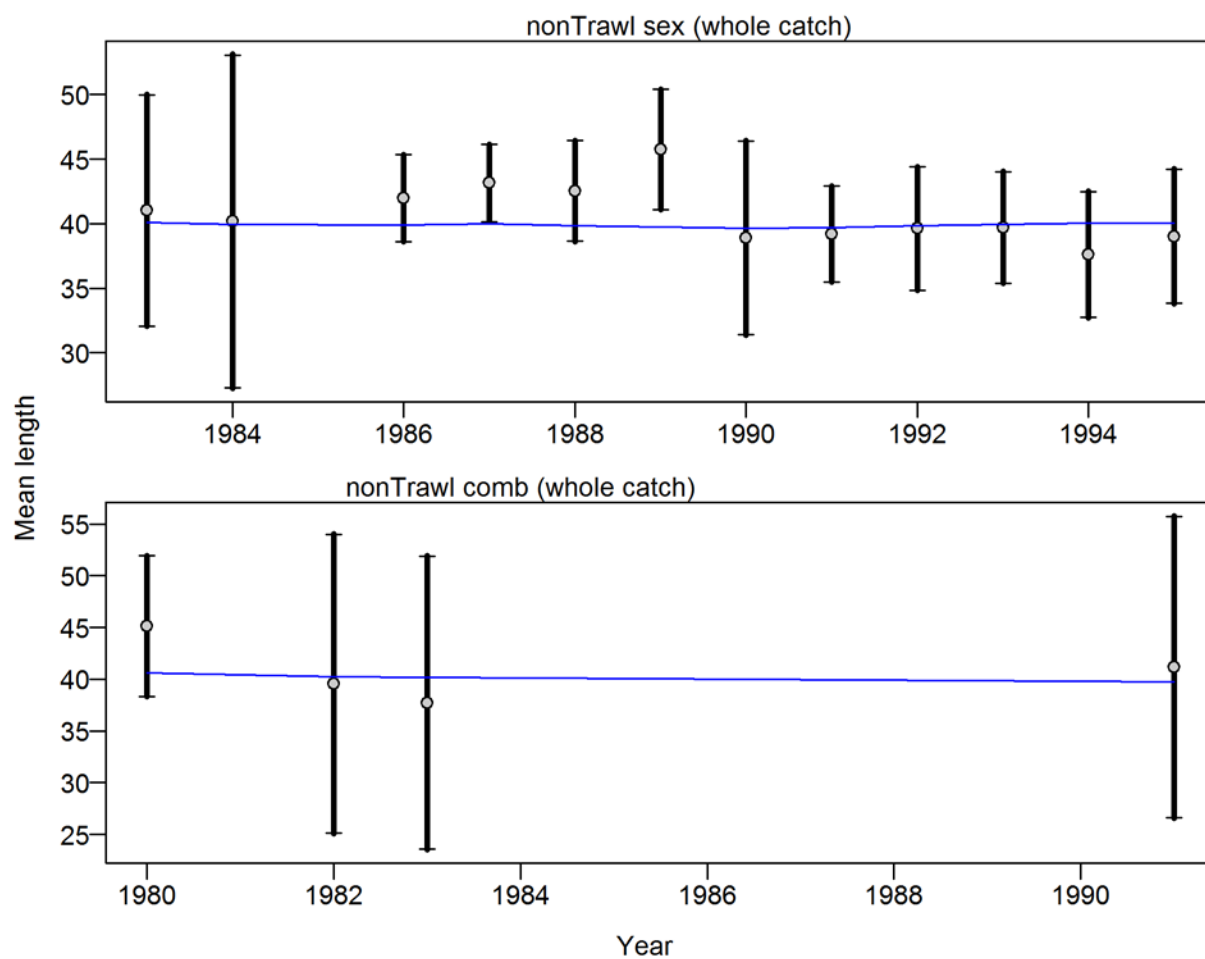 nonTrawl sex (whole catch)
50
45
40
35
30
1984 1986 1988 1990 1992 1994
Mean length
nonTrawl comb (whole catch)
55
50
45
40
35
30
25
1980 1982 1984 1986 1988 1990
Year